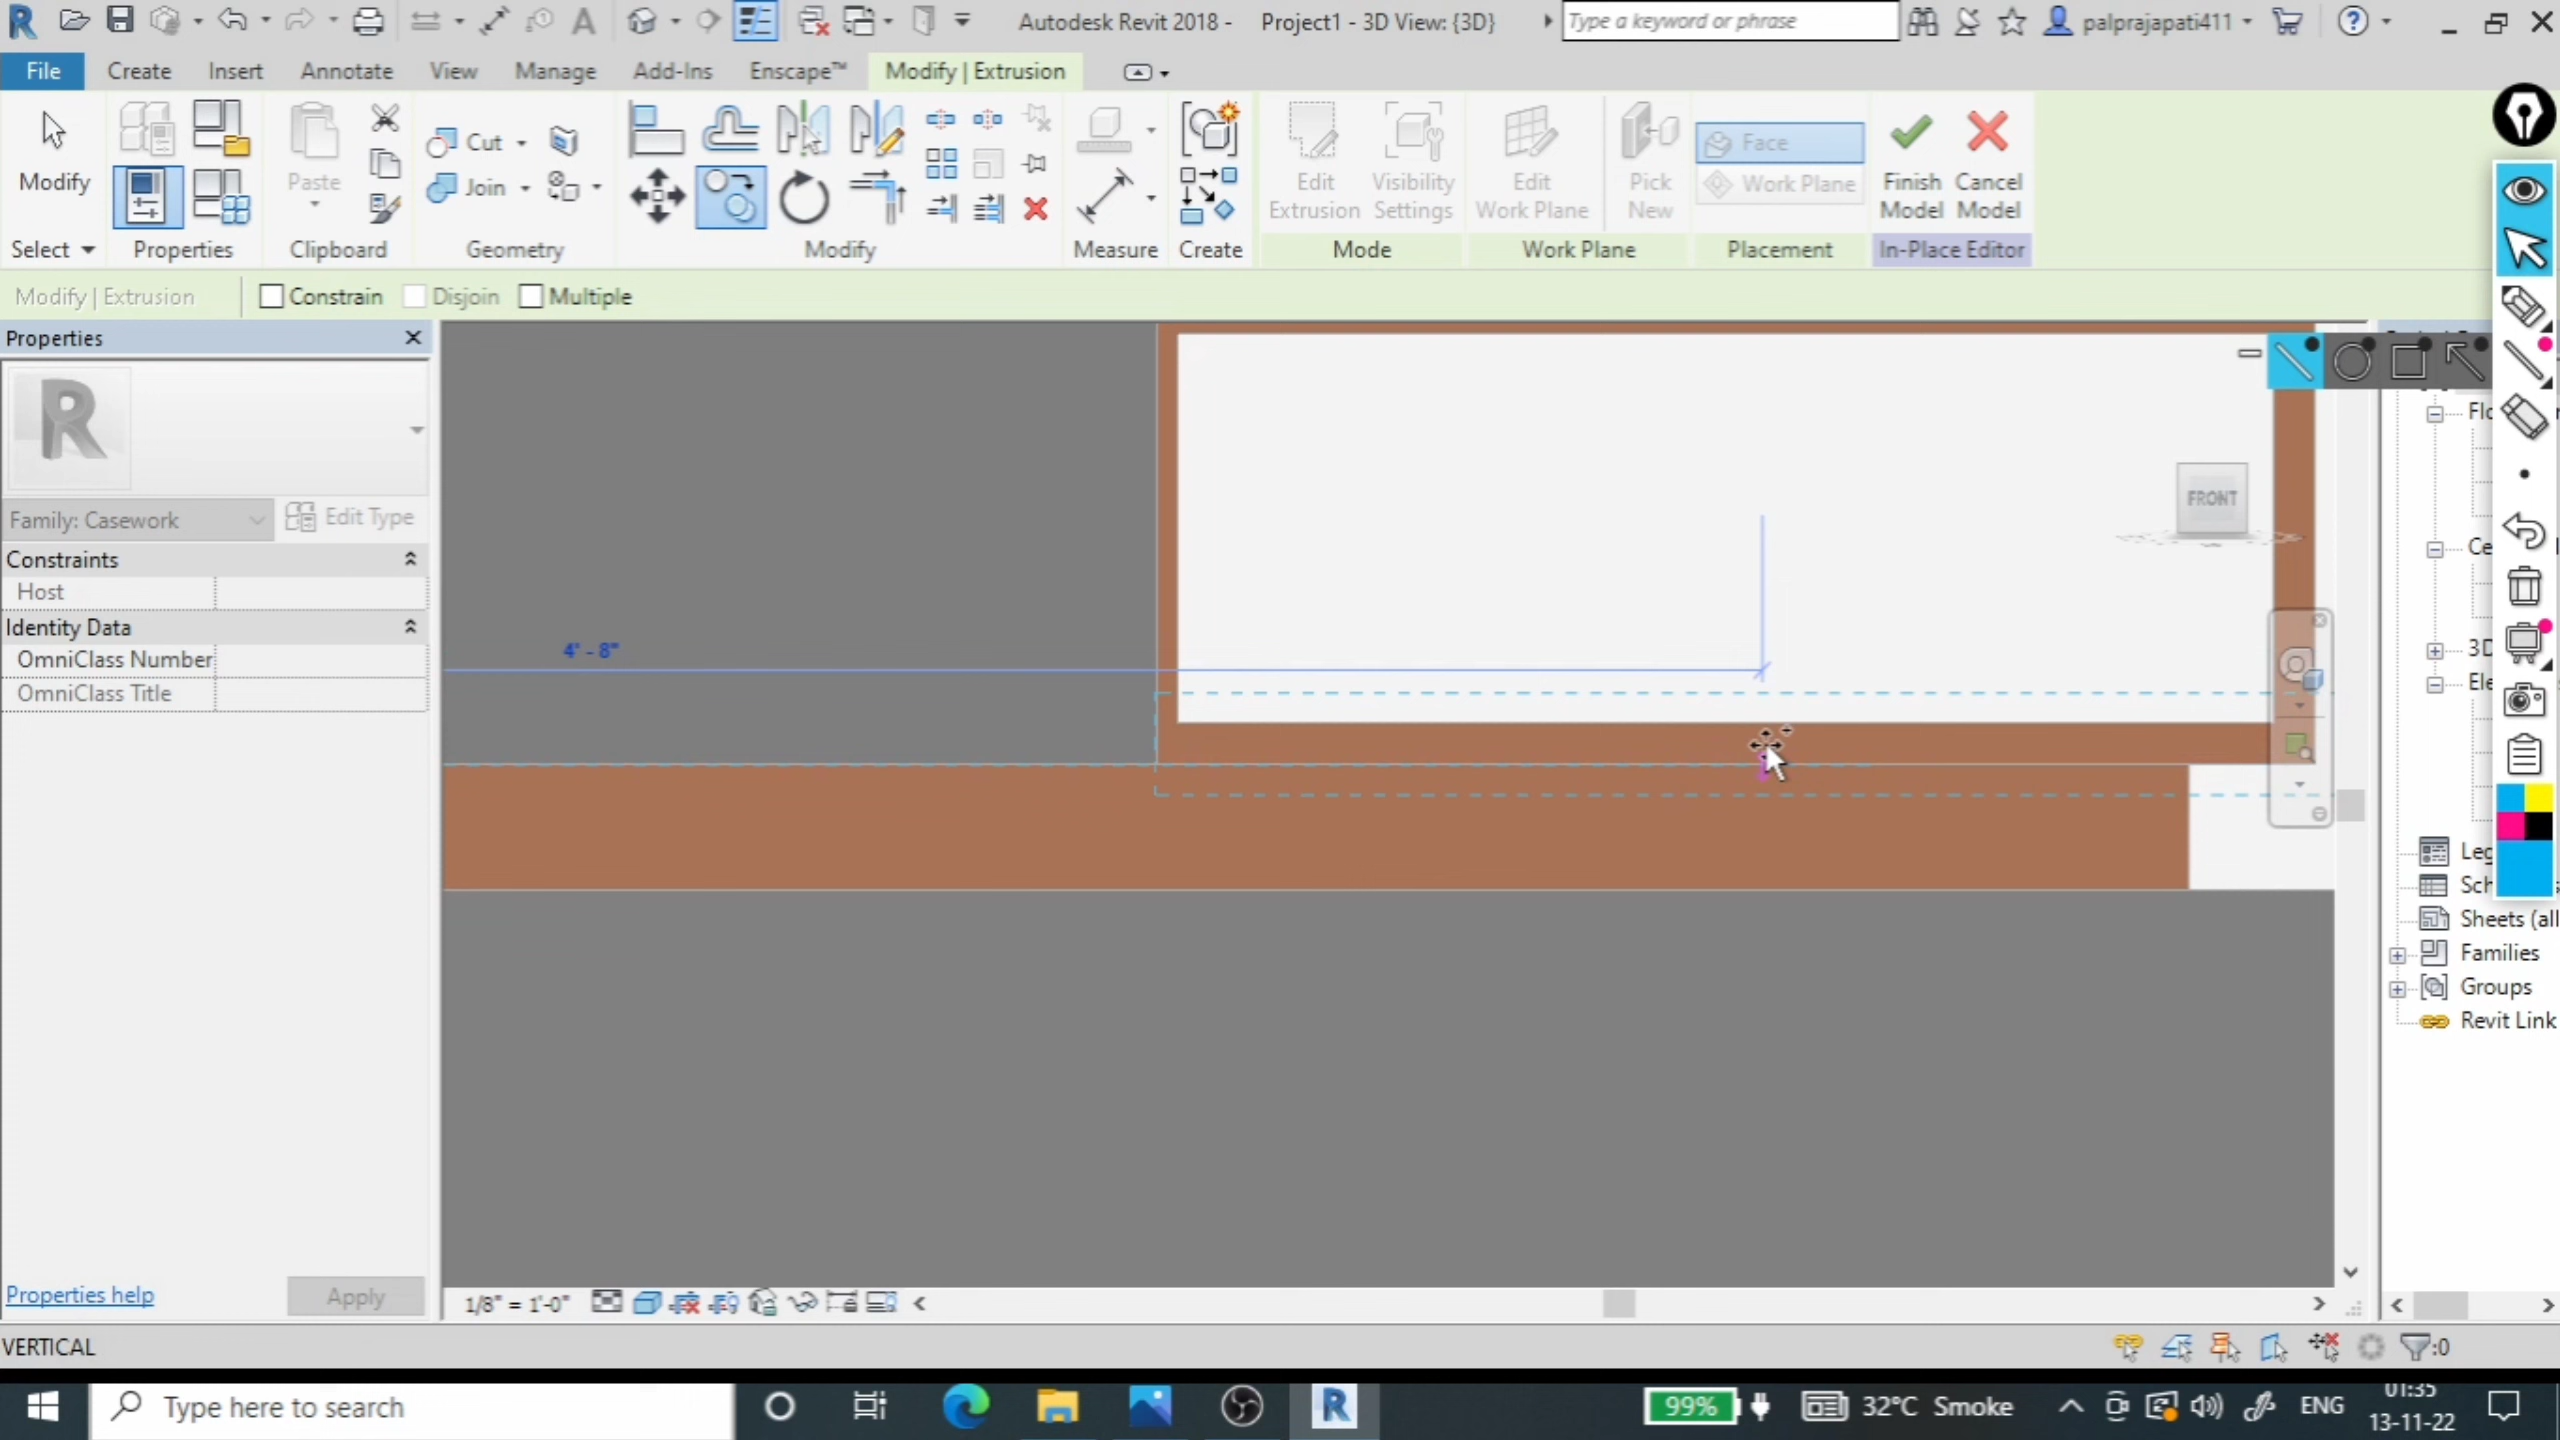 Autodesk Revit 2018 - Project1 - 3D View: {3D}
Type a keyword or phrase
palprajapati411
File Create Insert Annotate View Manage Add-Ins Enscape™ Modify | Extrusion
Modify
Paste
Cut
Join
Edit Extrusion
Visibility Settings
Edit Work Plane
Pick New
Face
Work Plane
Finish Model
Cancel Model
Select Properties Clipboard Geometry Modify Measure Create Mode Work Plane Placement In-Place Editor
Modify | Extrusion Constrain Disjoin Multiple
Properties
Family: Casework
Edit Type
Constraints
Host
Identity Data
OmniClass Number
OmniClass Title
4' - 8"
FRONT
3D
Sheets (all
Families
Groups
Revit Link
Properties help
Apply
1/8" = 1'-0"
VERTICAL
:0
Type here to search
99%
32°C Smoke
ENG
01:35
13-11-22